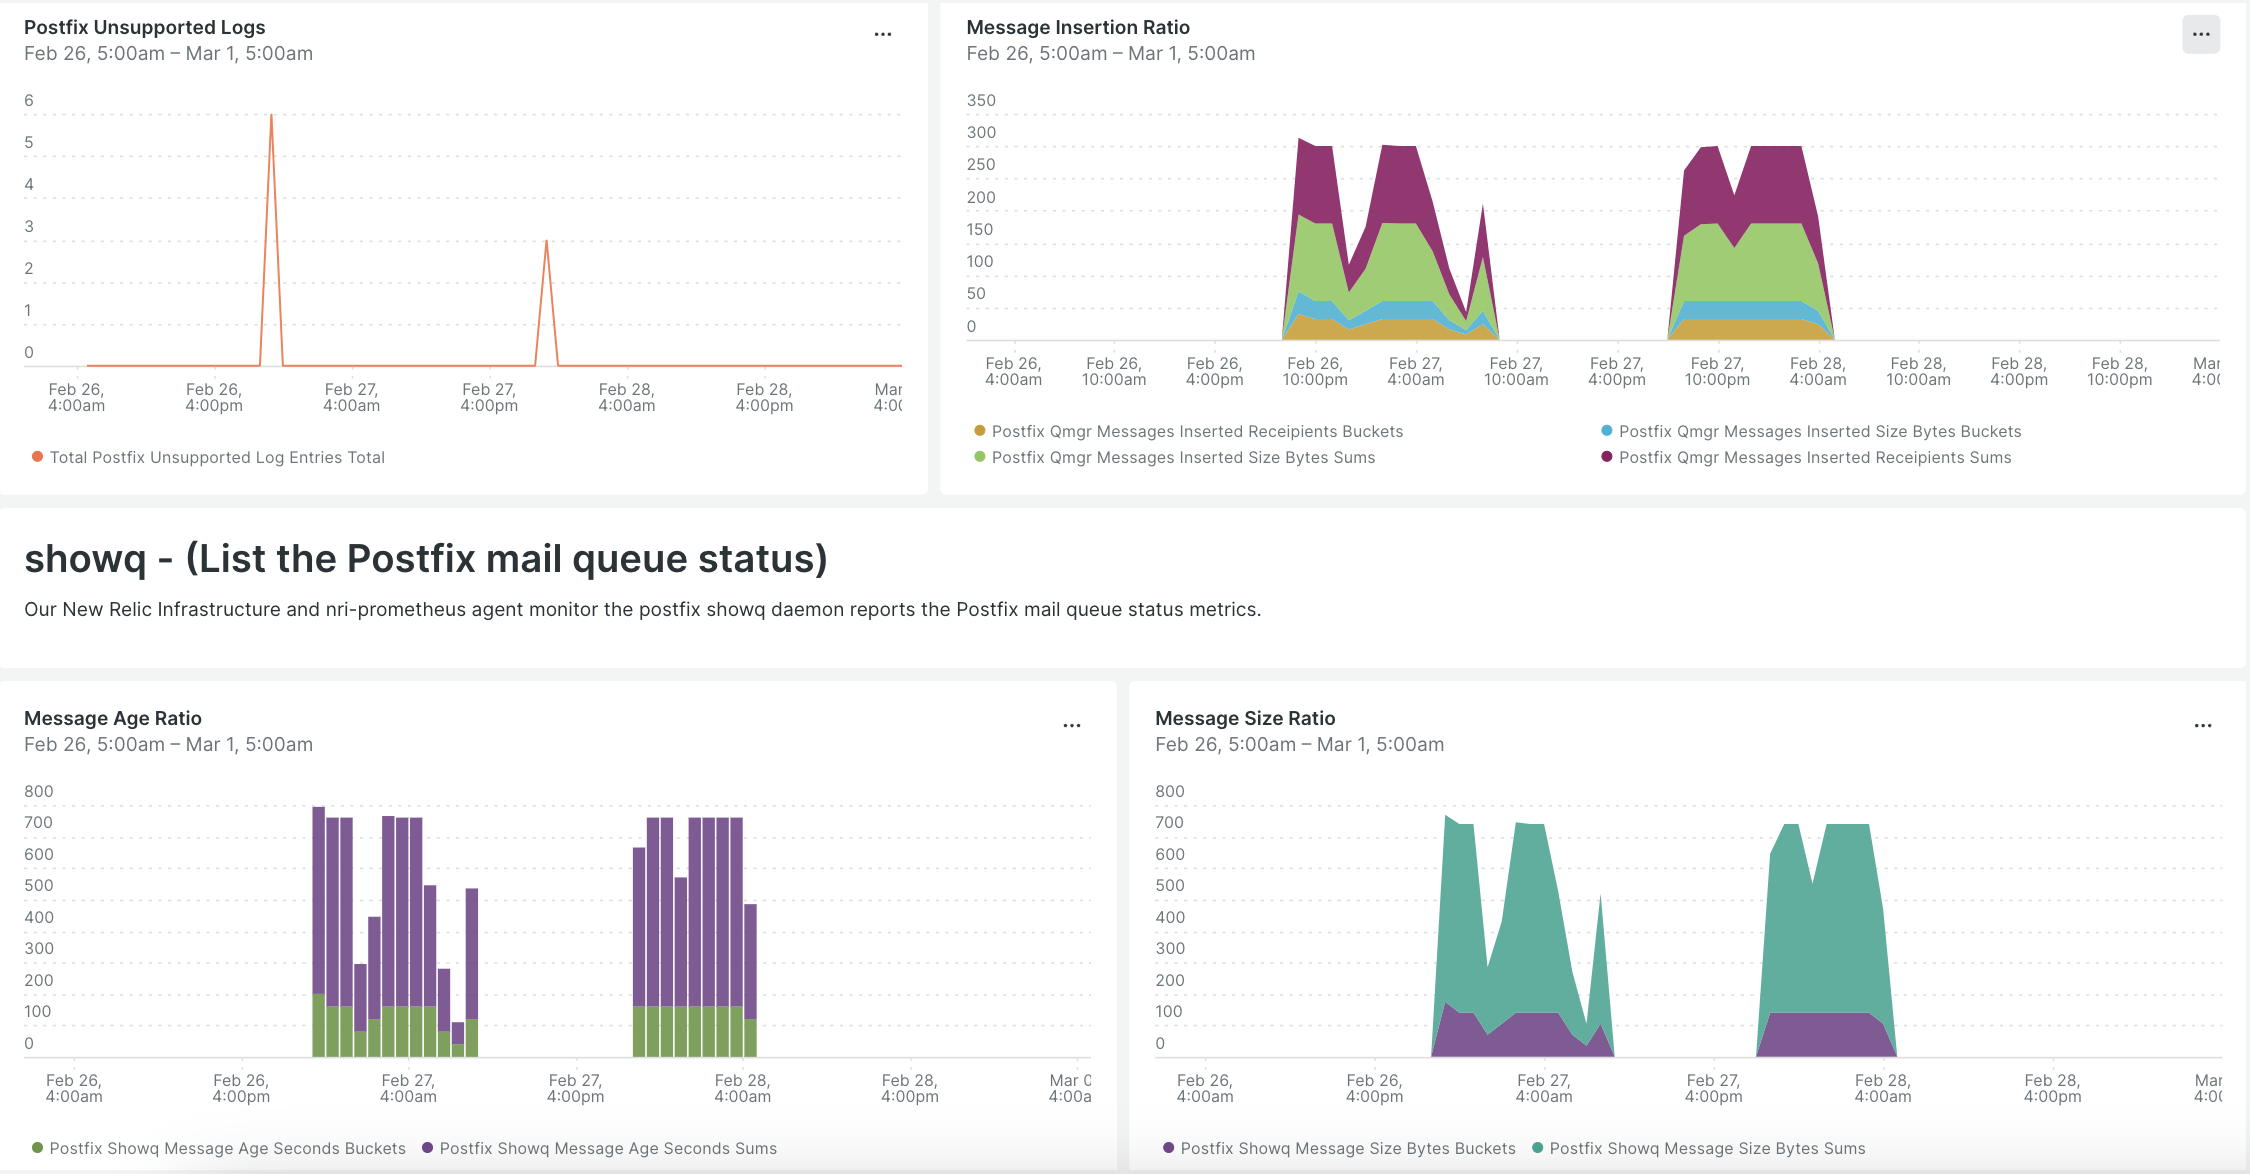 Postfix Unsupported Logs
Feb 26, 5:00am – Mar 1, 5:00am
6
5
4
3
2
1
0
Feb 26, Feb 26, Feb 27, Feb 27, Feb 28, Feb 28, Mar
4:00am 4:00pm 4:00am 4:00pm 4:00am 4:00pm 4:0
Total Postfix Unsupported Log Entries Total
Message Insertion Ratio
Feb 26, 5:00am – Mar 1, 5:00am
350
300
250
200
150
100
50
0
Feb 26, Feb 26, Feb 26, Feb 26, Feb 27, Feb 27, Feb 27, Feb 27, Feb 28, Feb 28, Feb 28, Feb 28, Mar
4:00am 10:00am 4:00pm 10:00pm 4:00am 10:00am 4:00pm 10:00pm 4:00am 10:00am 4:00pm 10:00pm 4:0
Postfix Qmgr Messages Inserted Receipients Buckets Postfix Qmgr Messages Inserted Size Bytes Buckets
Postfix Qmgr Messages Inserted Size Bytes Sums Postfix Qmgr Messages Inserted Receipients Sums
showq - (List the Postfix mail queue status)
Our New Relic Infrastructure and nri-prometheus agent monitor the postfix showq daemon reports the Postfix mail queue status metrics.
Message Age Ratio
Feb 26, 5:00am – Mar 1, 5:00am
800
700
600
500
400
300
200
100
0
Feb 26, Feb 26, Feb 27, Feb 27, Feb 28, Feb 28, Mar 0
4:00am 4:00pm 4:00am 4:00pm 4:00am 4:00pm 4:00a
Postfix Showq Message Age Seconds Buckets Postfix Showq Message Age Seconds Sums
Message Size Ratio
Feb 26, 5:00am – Mar 1, 5:00am
800
700
600
500
400
300
200
100
0
Feb 26, Feb 26, Feb 27, Feb 27, Feb 28, Feb 28, Mar
4:00am 4:00pm 4:00am 4:00pm 4:00am 4:00pm 4:0
Postfix Showq Message Size Bytes Buckets Postfix Showq Message Size Bytes Sums